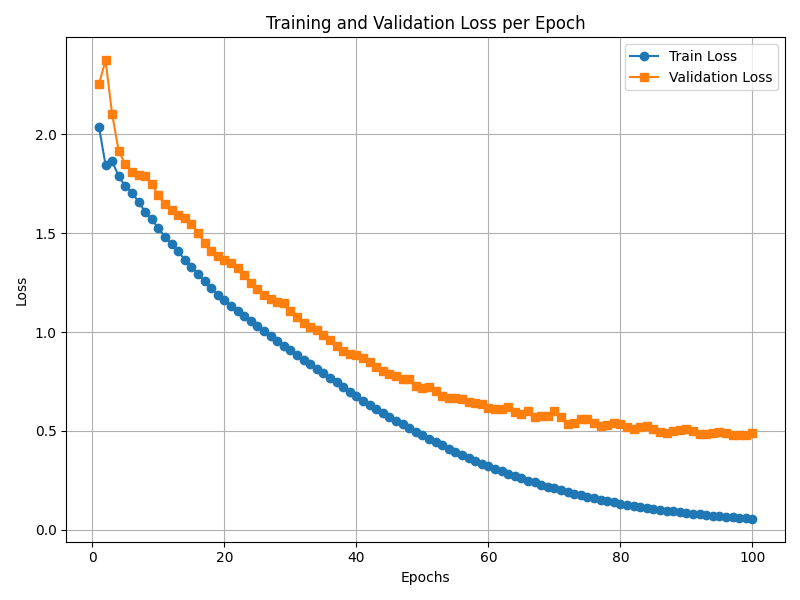 Training and Validation Loss per Epoch
Train Loss
Validation Loss
Loss
2.0
1.5
1.0
0.5
0.0
0 20 40 60 80 100
Epochs